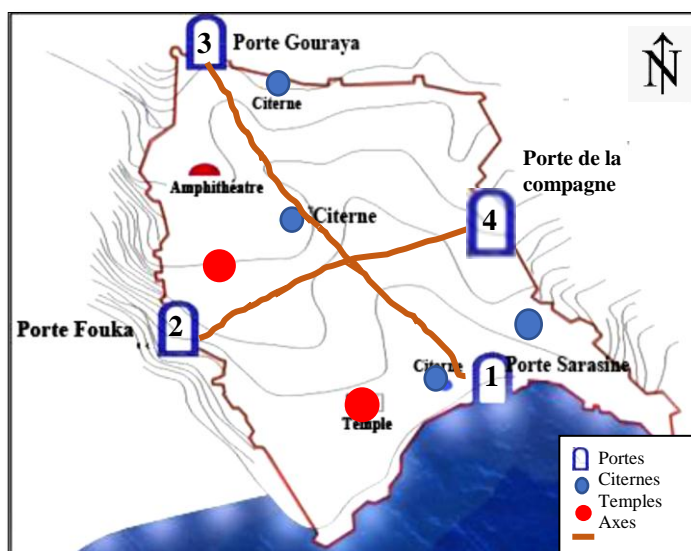 3
Porte Gouraya
N
Citerne
Porte de la
compagne
Amphithéatre
Citerne
4
Porte Fouka
2
Citerne
1
Porte Sarasine
Temple
Portes
Citernes
Temples
Axes